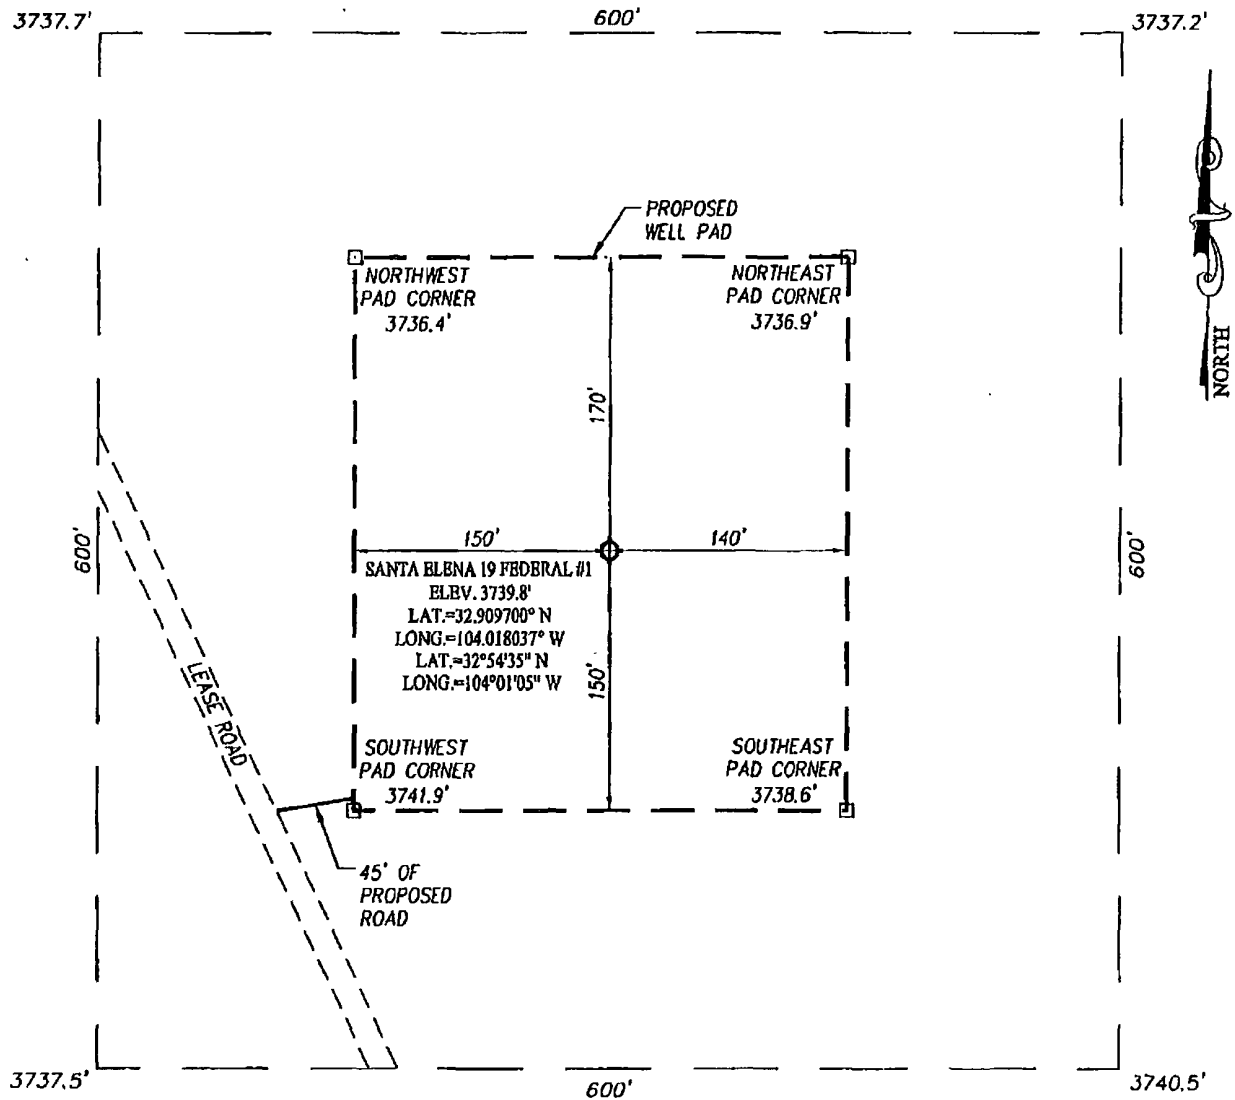 3737.7'
600'
3737.2'
PROPOSED
WELL PAD
NORTHWEST
PAD CORNER
3736.4'
NORTHEAST
PAD CORNER
3736.9'
NORTH
170'
600'
150'
140'
600'
SANTA ELENA 19 FEDERAL #1
ELEV. 3739.8'
LAT.=32.909700° N
LONG.=104.018037° W
LAT.=32°54'35" N
LONG.=104°01'05" W
150'
LEASE ROAD
SOUTHWEST
PAD CORNER
3741.9'
SOUTHEAST
PAD CORNER
3738.6'
45' OF
PROPOSED
ROAD
3737.5'
600'
3740.5'